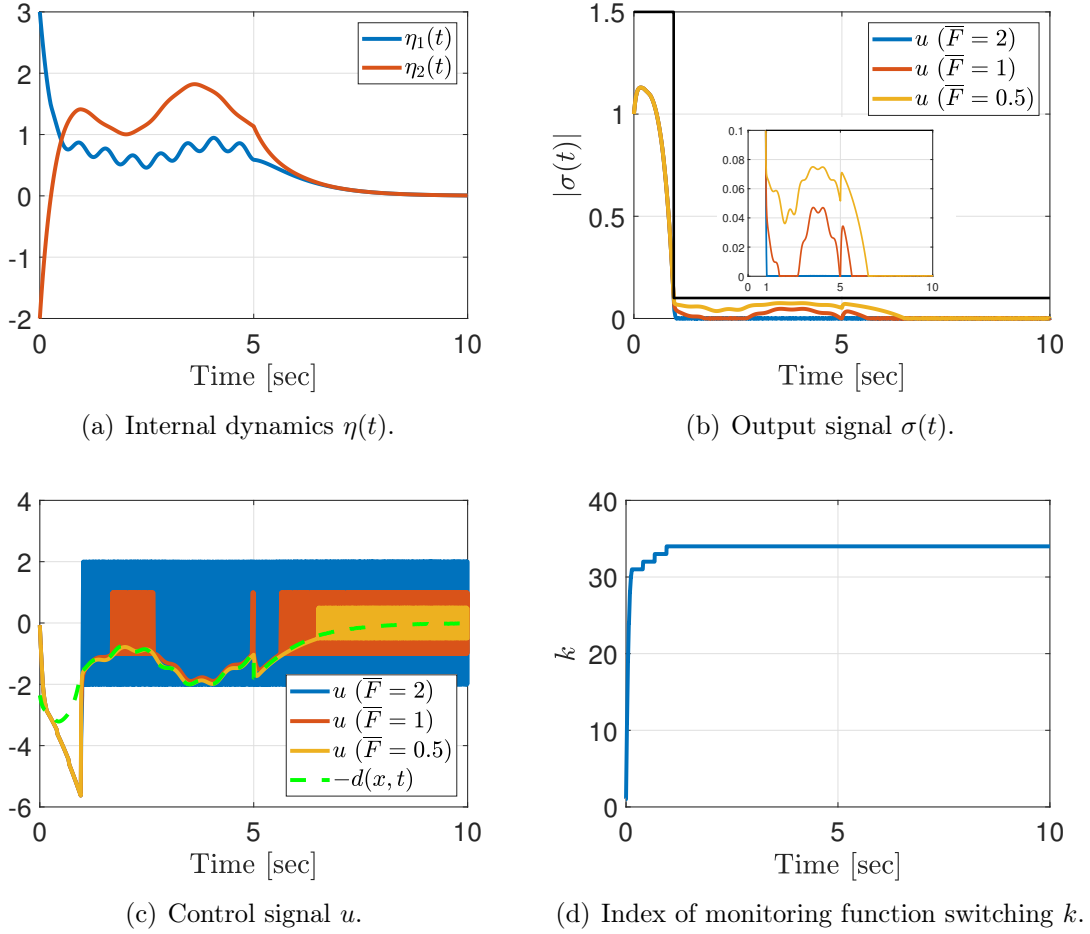 3
2
1
0
-1
-2
0
5
10
Time [sec]
η₁(t)
η₂(t)
(a) Internal dynamics η(t).
1.5
1
0.5
0
|σ(t)|
0
5
10
Time [sec]
u (F̅ = 2)
u (F̅ = 1)
u (F̅ = 0.5)
0.1
0.08
0.06
0.04
0.02
0
0 1 5 10
(b) Output signal σ(t).
4
2
0
-2
-4
-6
0
5
10
Time [sec]
u (F̅ = 2)
u (F̅ = 1)
u (F̅ = 0.5)
−d(x, t)
(c) Control signal u.
40
30
20
10
0
k
0
5
10
Time [sec]
(d) Index of monitoring function switching k.